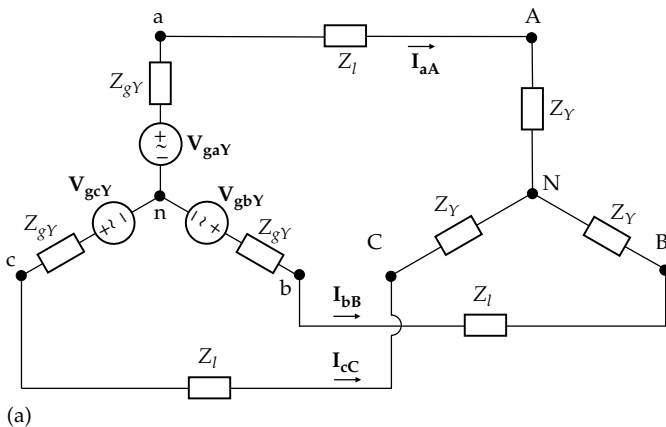 a
A
Z_l
I_aA
Z_gY
Z_Y
+
~
−
V_gaY
V_gcY
V_gbY
N
n
Z_gY
+ ~ −
− ~ +
Z_gY
Z_Y
Z_Y
C
B
c
b
I_bB
Z_l
Z_l
I_cC
(a)